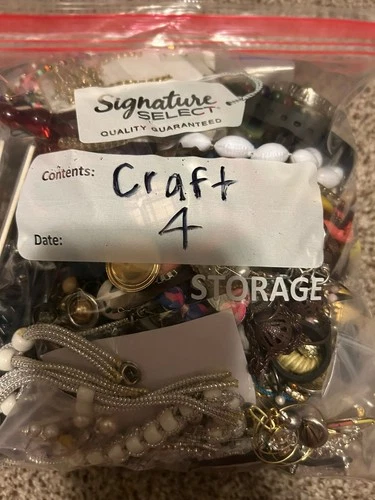 Signature
SELECT
QUALITY GUARANTEED
Contents: Craft
4
Date:
STORAGE